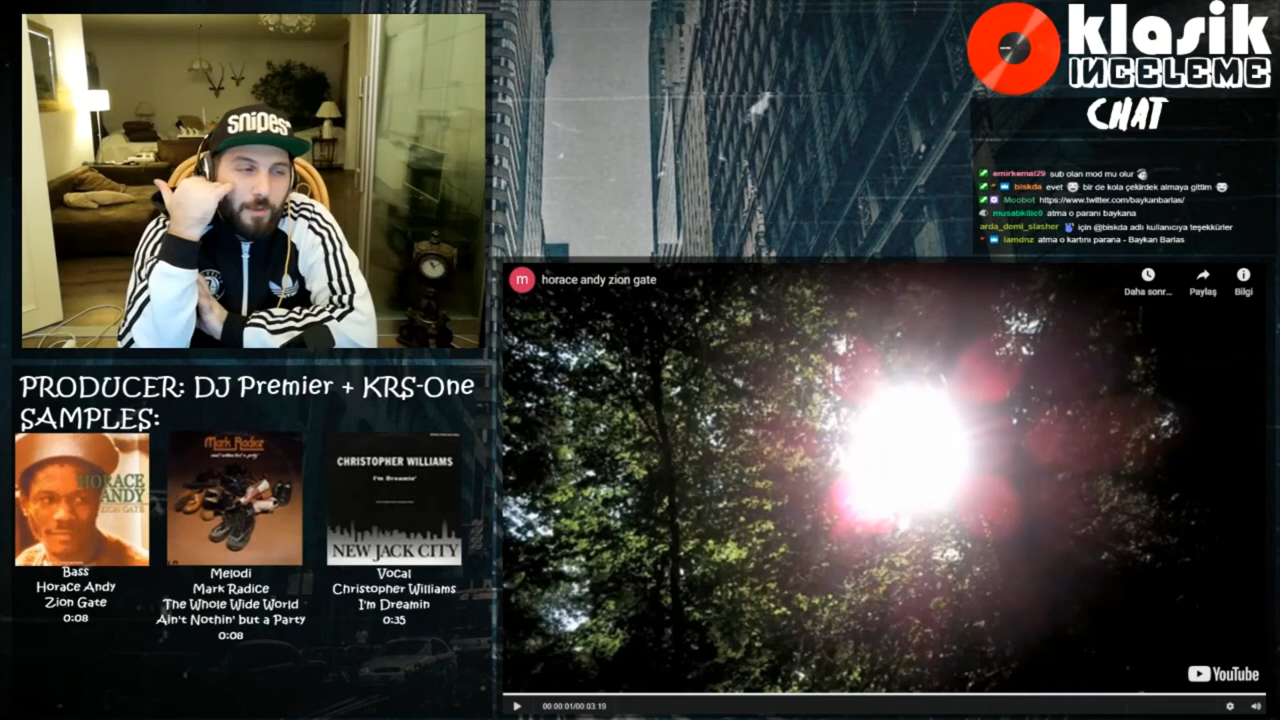 snipes
klasik
INCELEME
CHAT
emirkemal29 sub olan mod mu olur
biskda evet bir de kola çekirdek almaya gittim
Moobot https://www.twitter.com/baykanbarlas/
musabkilic0 atma o paranı baykana
arda_demi_slasher için @biskda adlı kullanıcıya teşekkürler
iamdnz atma o kartını parana - Baykan Barlas
m horace andy zion gate
Daha sonr... Paylaş Bilgi
PRODUCER: DJ Premier + KRS-One
SAMPLES:
HORACE
ANDY
ZION GATE
Mark Radice
CHRISTOPHER WILLIAMS
I'm Dreamin'
NEW JACK CITY
Bass
Horace Andy
Zion Gate
0:08
Melodi
Mark Radice
The Whole Wide World
Ain't Nothin' but a Party
0:08
Vocal
Christopher Williams
I'm Dreamin
0:35
YouTube
00:00:01/00:03:19